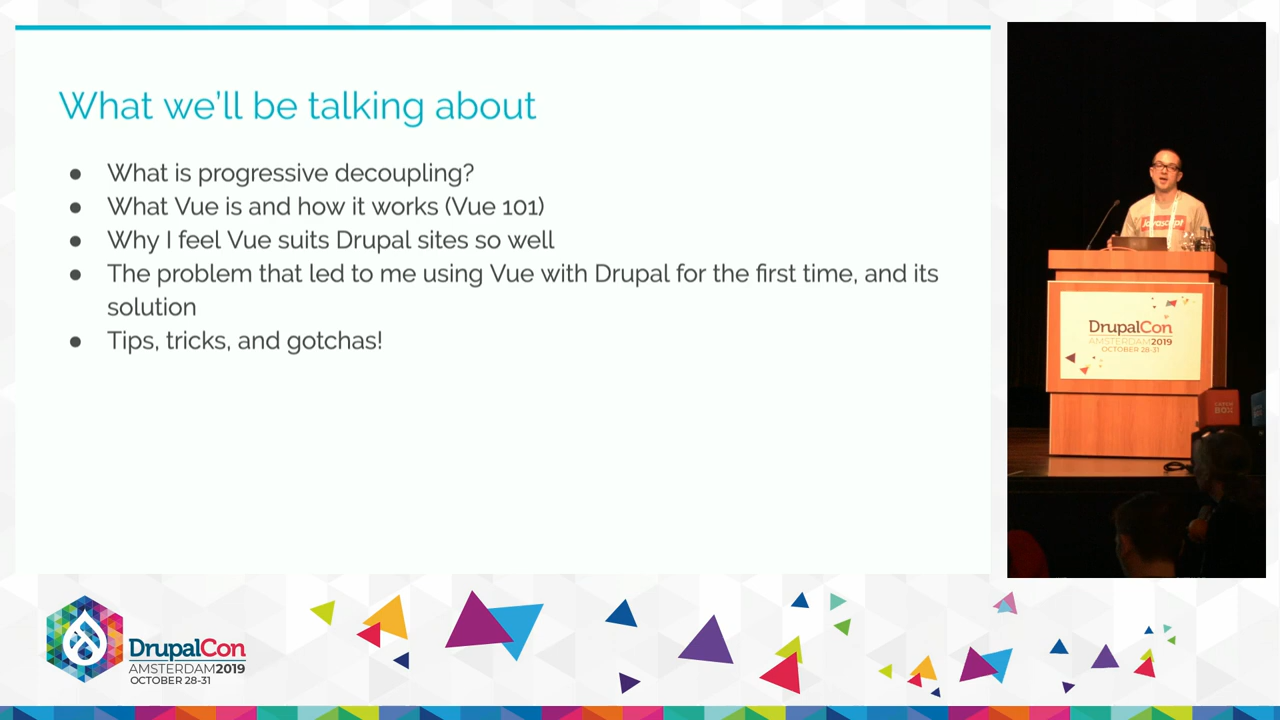 What we'll be talking about
● What is progressive decoupling?
● What Vue is and how it works (Vue 101)
● Why I feel Vue suits Drupal sites so well
● The problem that led to me using Vue with Drupal for the first time, and its
solution
● Tips, tricks, and gotchas!
javascript
DrupalCon
AMSTERDAM2019
OCTOBER 28-31
DrupalCon
AMSTERDAM2019
OCTOBER 28-31